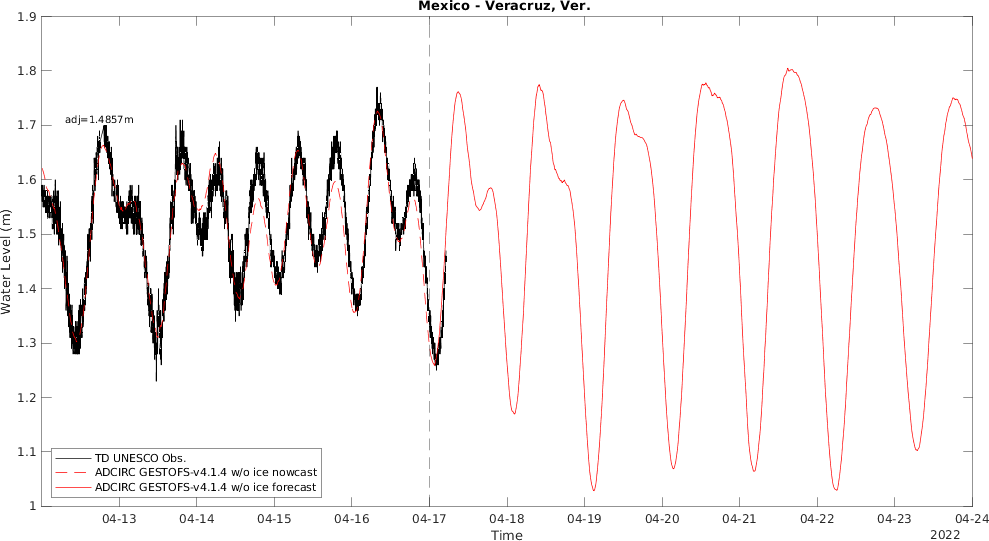 Mexico - Veracruz, Ver.
1.9
1.8
1.7
1.6
1.5
1.4
1.3
1.2
1.1
1
Water Level (m)
adj=1.4857m
TD UNESCO Obs.
ADCIRC GESTOFS-v4.1.4 w/o ice nowcast
ADCIRC GESTOFS-v4.1.4 w/o ice forecast
04-13 04-14 04-15 04-16 04-17 04-18 04-19 04-20 04-21 04-22 04-23 04-24
Time
2022